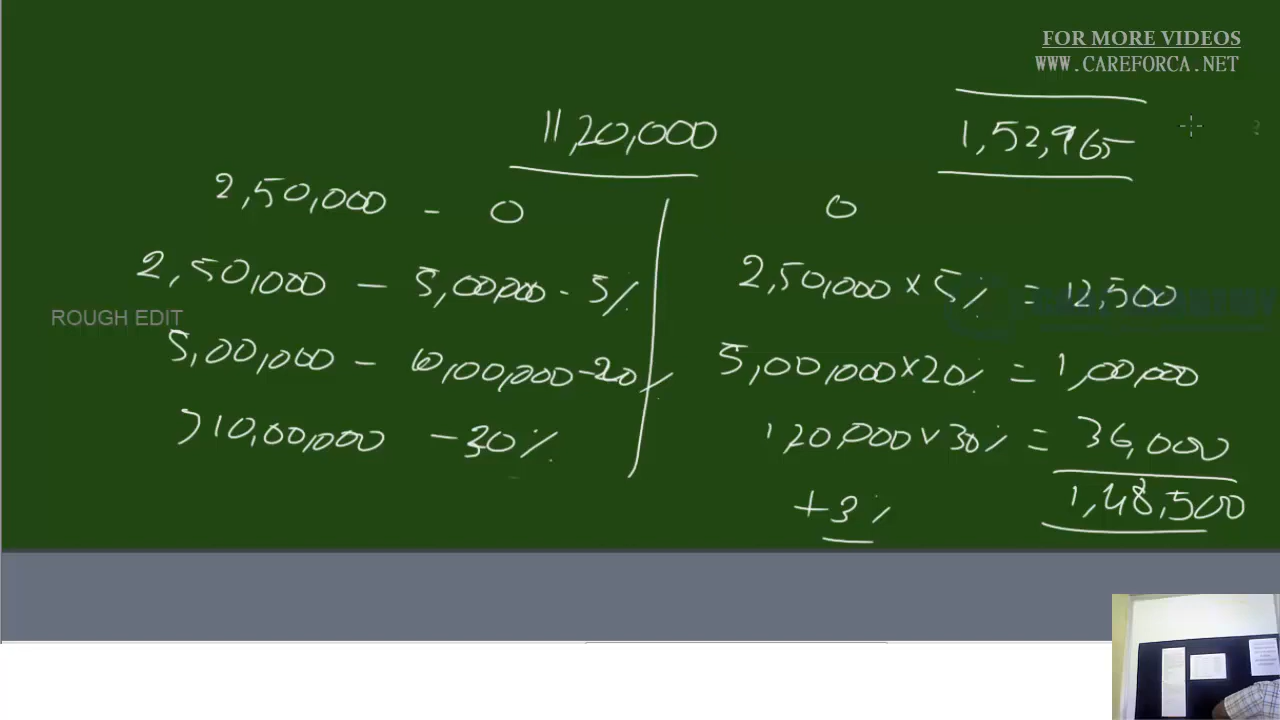 FOR MORE VIDEOS
WWW.CAREFORCA.NET
11,20,000
1,52,965
2,50,000 - 0
0
2,50,000 - 5,00,000 - 5%
2,50,000 x 5% = 12,500
ROUGH EDIT
5,00,000 - 10,00,000 - 20%
5,00,000 x 20% = 1,00,000
>10,00,000 - 30%
1,20,000 x 30% = 36,000
1,48,500
+3%